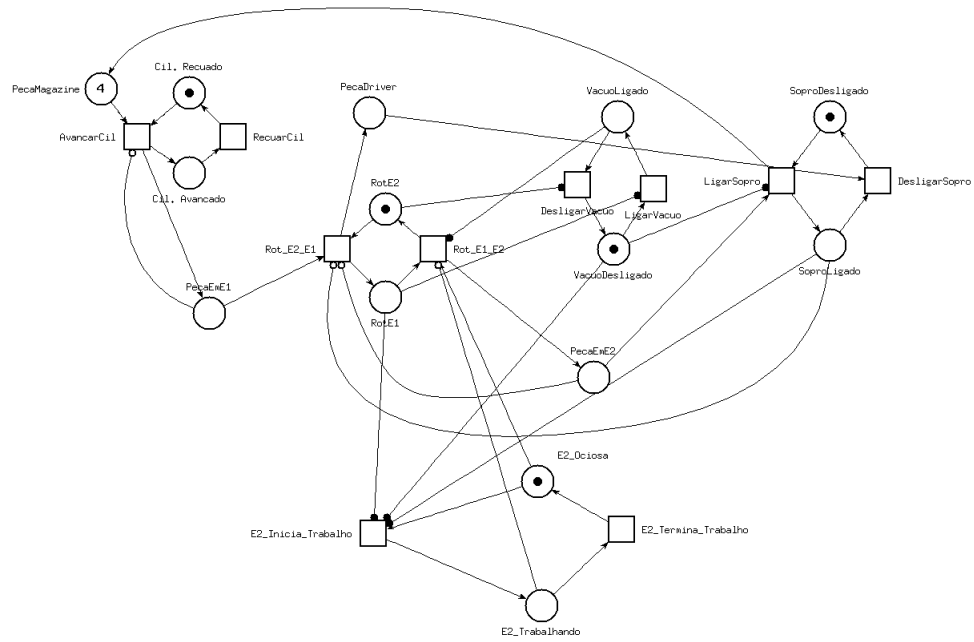 Cil. Recuado
PecaMagazine
4
AvancarCil
RecuarCil
Cil. Avancado
PecaDriver
VacuoLigado
SoproDesligado
RotE2
DesligarVacuo
LigarVacuo
LigarSopro
DesligarSopro
Rot_E2_E1
Rot_E1_E2
VacuoDesligado
SoproLigado
PecaEmE1
RotE1
PecaEmE2
E2_Ociosa
E2_Inicia_Trabalho
E2_Termina_Trabalho
E2_Trabalhando